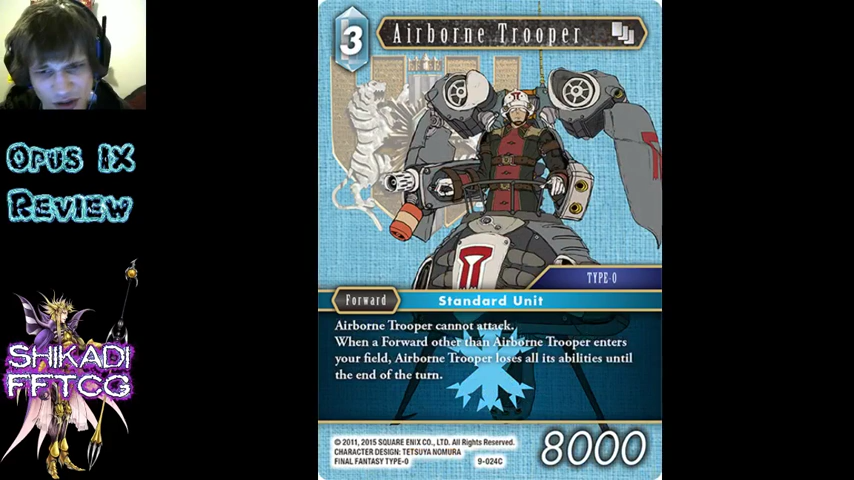 3
Airborne Trooper
Opus IX
Review
TYPE-0
Forward
Standard Unit
Airborne Trooper cannot attack.
When a Forward other than Airborne Trooper enters
your field, Airborne Trooper loses all its abilities until
the end of the turn.
SHIKADI
FFTCG
© 2011, 2015 SQUARE ENIX CO., LTD. All Rights Reserved.
CHARACTER DESIGN: TETSUYA NOMURA
FINAL FANTASY TYPE-0
9-024C
8000